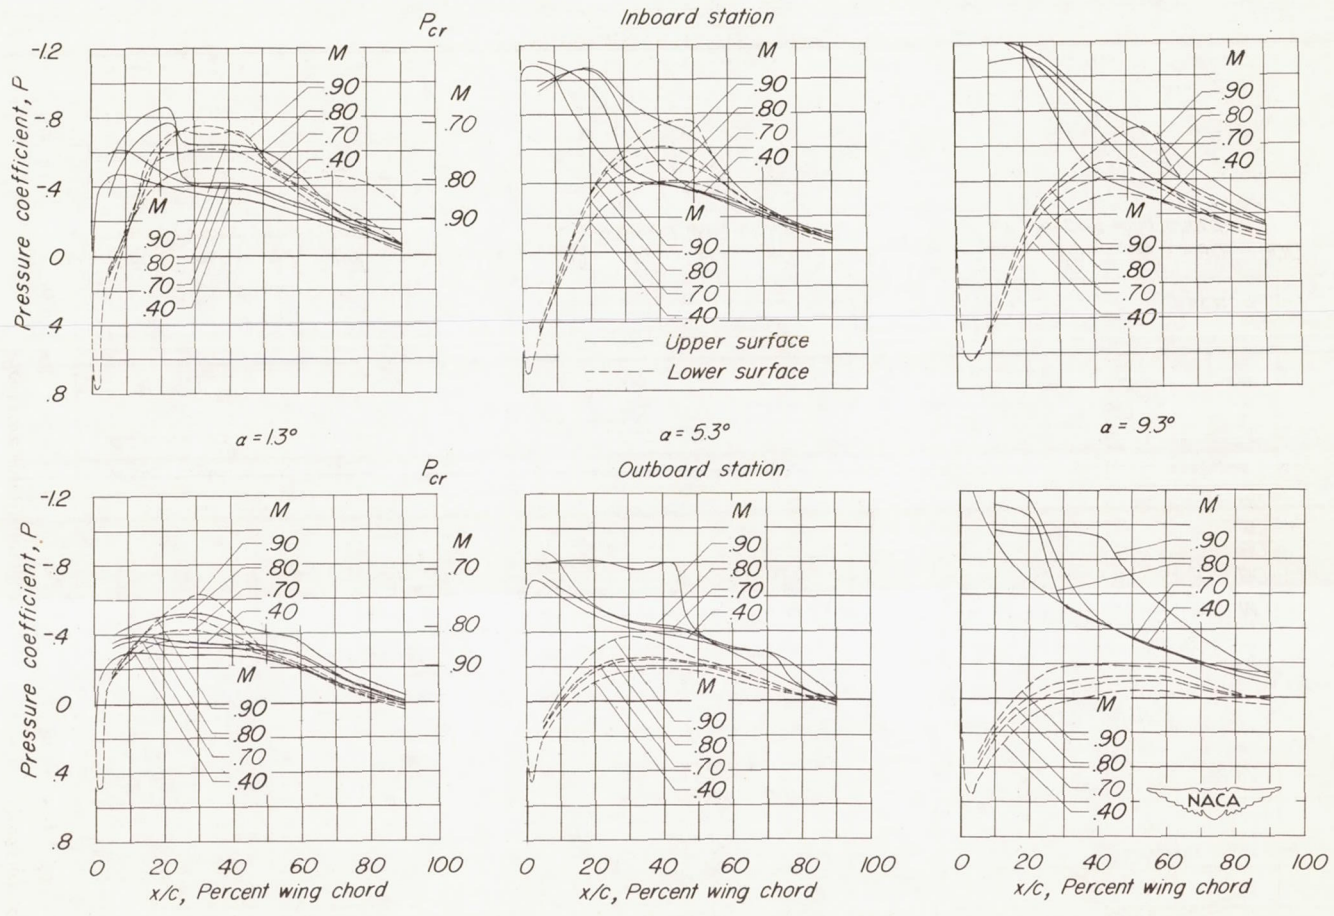 Inboard station
P_cr
-1.2
M
M
M
.90
.90
.90
M
.80
.80
.80
-.8
.70
.70
.70
.70
.40
.40
.40
-.4
.80
M
M
M
.90
.90
.90
.90
0
.80
.80
.80
.70
.70
.70
.40
.40
.40
.4
Upper surface
Lower surface
.8
Pressure coefficient, P
α = 1.3°
α = 5.3°
α = 9.3°
Outboard station
P_cr
-1.2
M
M
M
.90
.90
.90
M
.80
.80
.80
-.8
.70
.70
.70
.70
.40
.40
.40
-.4
.80
.90
M
M
M
0
.90
.90
.90
.80
.80
.80
.70
.70
.70
.4
.40
.40
.40
NACA
.8
Pressure coefficient, P
0 20 40 60 80 100 0 20 40 60 80 100 0 20 40 60 80 100
x/c, Percent wing chord x/c, Percent wing chord x/c, Percent wing chord